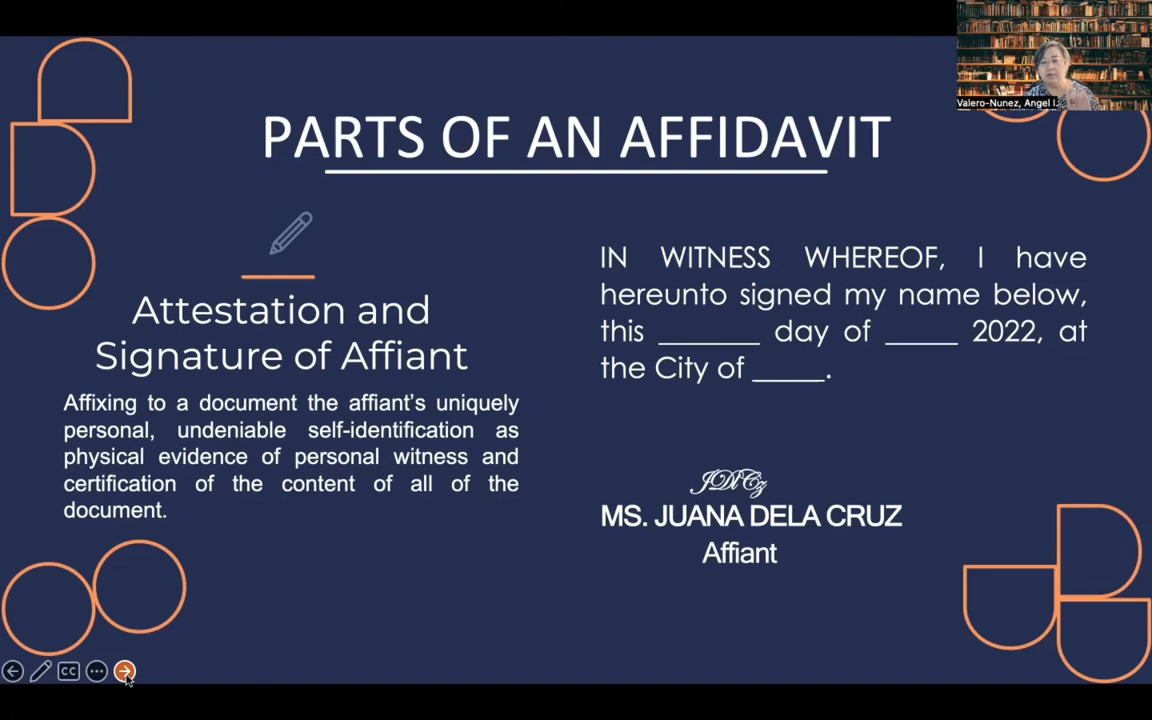 Valero-Nunez, Angel I.
PARTS OF AN AFFIDAVIT
Attestation and
Signature of Affiant
Affixing to a document the affiant's uniquely
personal, undeniable self-identification as
physical evidence of personal witness and
certification of the content of all of the
document.
IN WITNESS WHEREOF, I have
hereunto signed my name below,
this _______ day of _____ 2022, at
the City of _____.
JDlCz
MS. JUANA DELA CRUZ
Affiant
CC